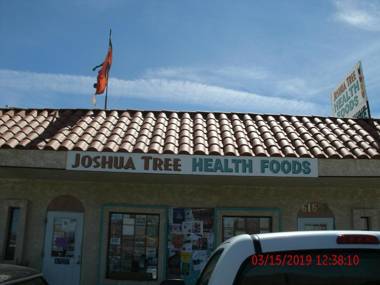 JOSHUA TREE
HEALTH
FOODS
JOSHUA TREE HEALTH FOODS
03/15/2019 12:38:10